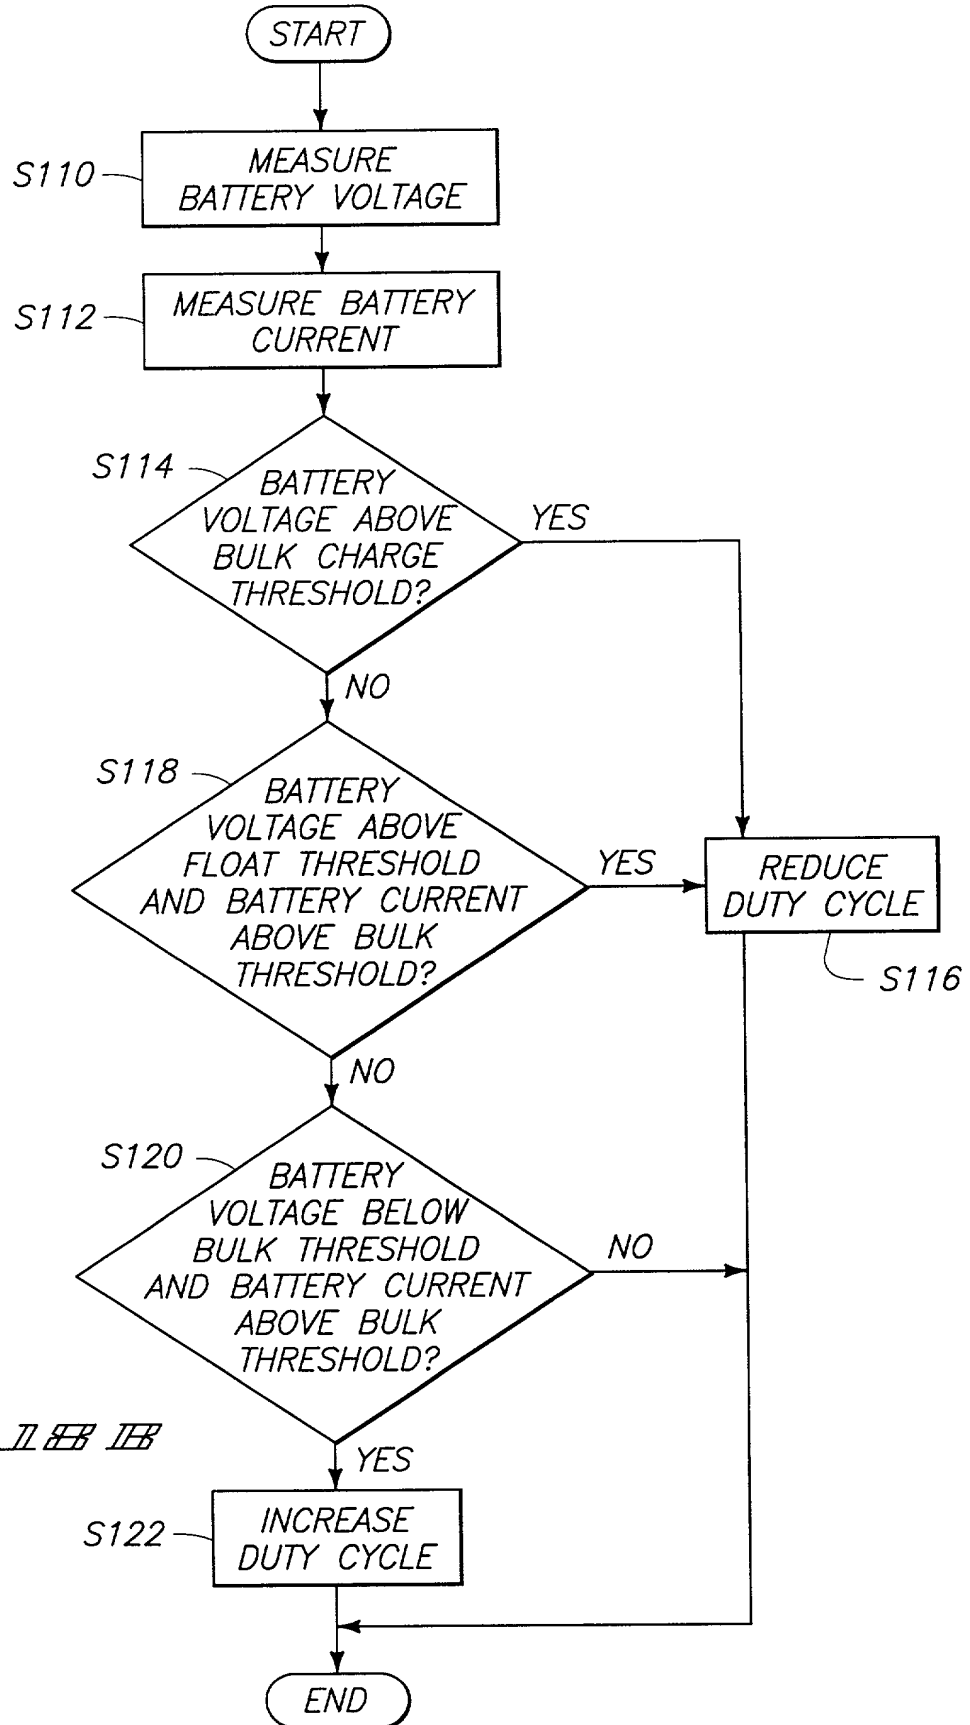 START
S110
MEASURE
BATTERY VOLTAGE
S112
MEASURE BATTERY
CURRENT
S114
BATTERY
VOLTAGE ABOVE
BULK CHARGE
THRESHOLD?
YES
NO
S118
BATTERY
VOLTAGE ABOVE
FLOAT THRESHOLD
AND BATTERY CURRENT
ABOVE BULK
THRESHOLD?
YES
REDUCE
DUTY CYCLE
S116
NO
S120
BATTERY
VOLTAGE BELOW
BULK THRESHOLD
AND BATTERY CURRENT
ABOVE BULK
THRESHOLD?
NO
18B
YES
S122
INCREASE
DUTY CYCLE
END